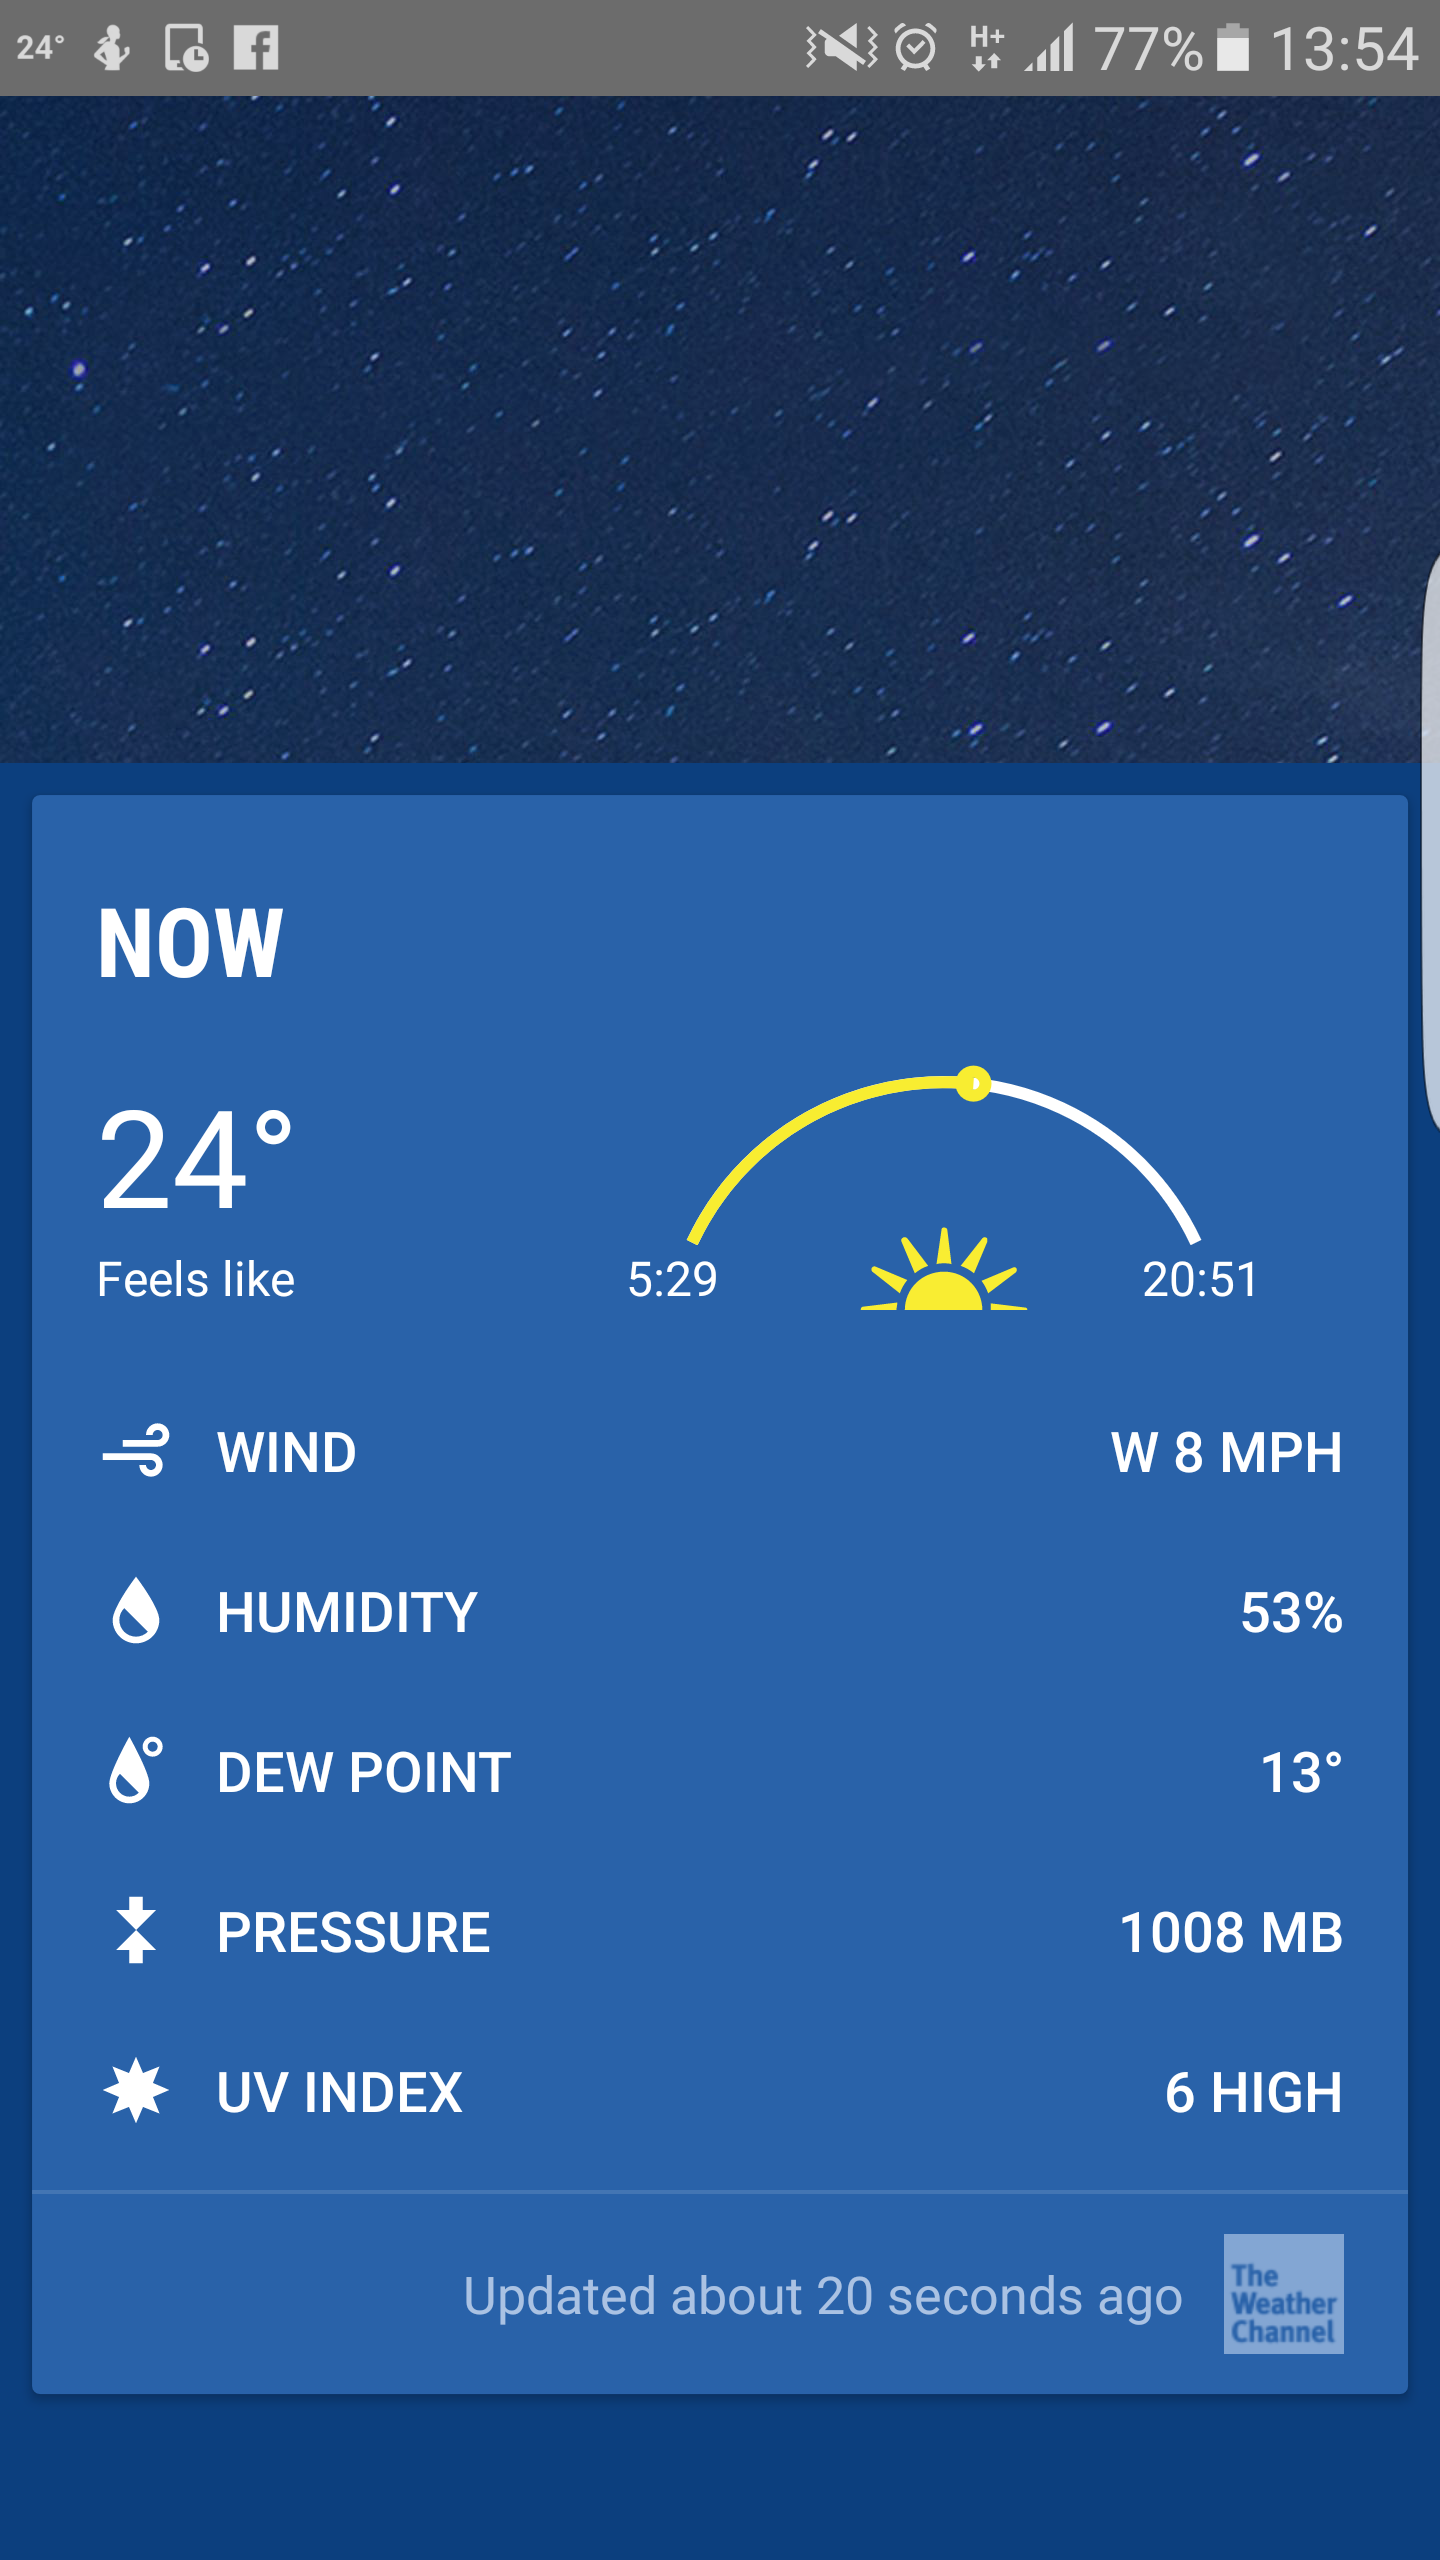 24° H+ 77% 13:54
NOW
24°
Feels like
5:29 20:51
WIND W 8 MPH
HUMIDITY 53%
DEW POINT 13°
PRESSURE 1008 MB
UV INDEX 6 HIGH
Updated about 20 seconds ago
The
Weather
Channel